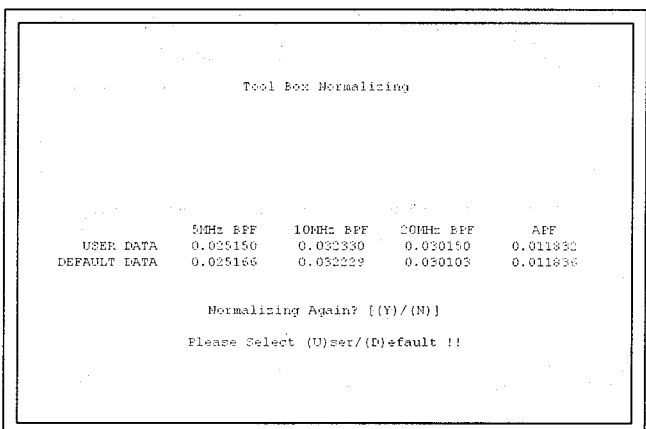 Tool Box Normalizing
5MHz BPF 10MHz BPF 20MHz BPF APF
USER DATA 0.025150 0.032330 0.030150 0.011832
DEFAULT DATA 0.025166 0.032229 0.030103 0.011836
Normalizing Again? [(Y)/(N)]
Please Select (U)ser/(D)efault !!